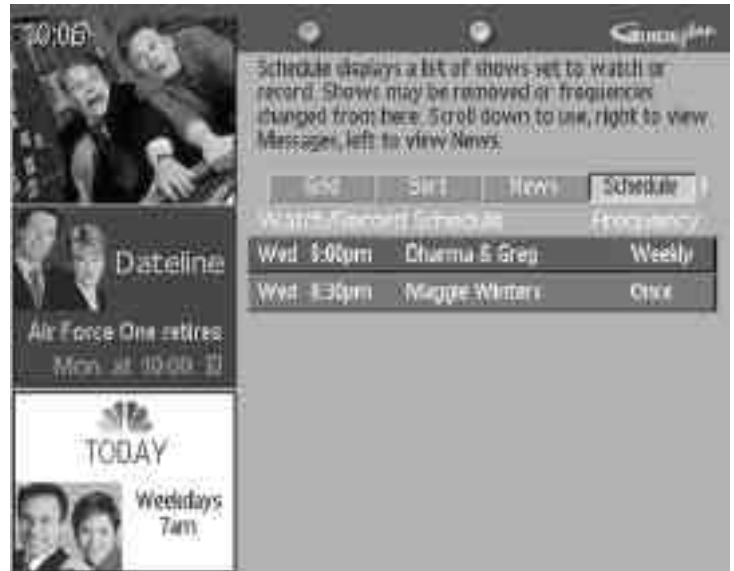 10:06
GUIDE plus
Schedule displays a list of shows set to watch or
record. Shows may be removed or frequencies
changed from here. Scroll down to use, right to view
Messages, left to view News.
Grid Sort News Schedule
Watch/Record Schedule Frequency
Wed 8:00pm Dharma & Greg Weekly
Wed 8:30pm Maggie Winters Once
Dateline
Air Force One retires
Mon. at 10:00
TODAY
Weekdays
7am